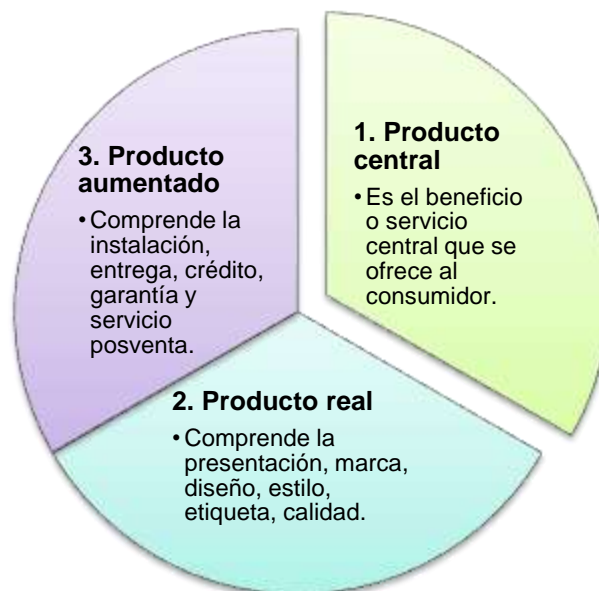 1. Producto
central
• Es el beneficio
o servicio
central que se
ofrece al
consumidor.
2. Producto real
• Comprende la
presentación, marca,
diseño, estilo,
etiqueta, calidad.
3. Producto
aumentado
• Comprende la
instalación,
entrega, crédito,
garantía y
servicio
posventa.